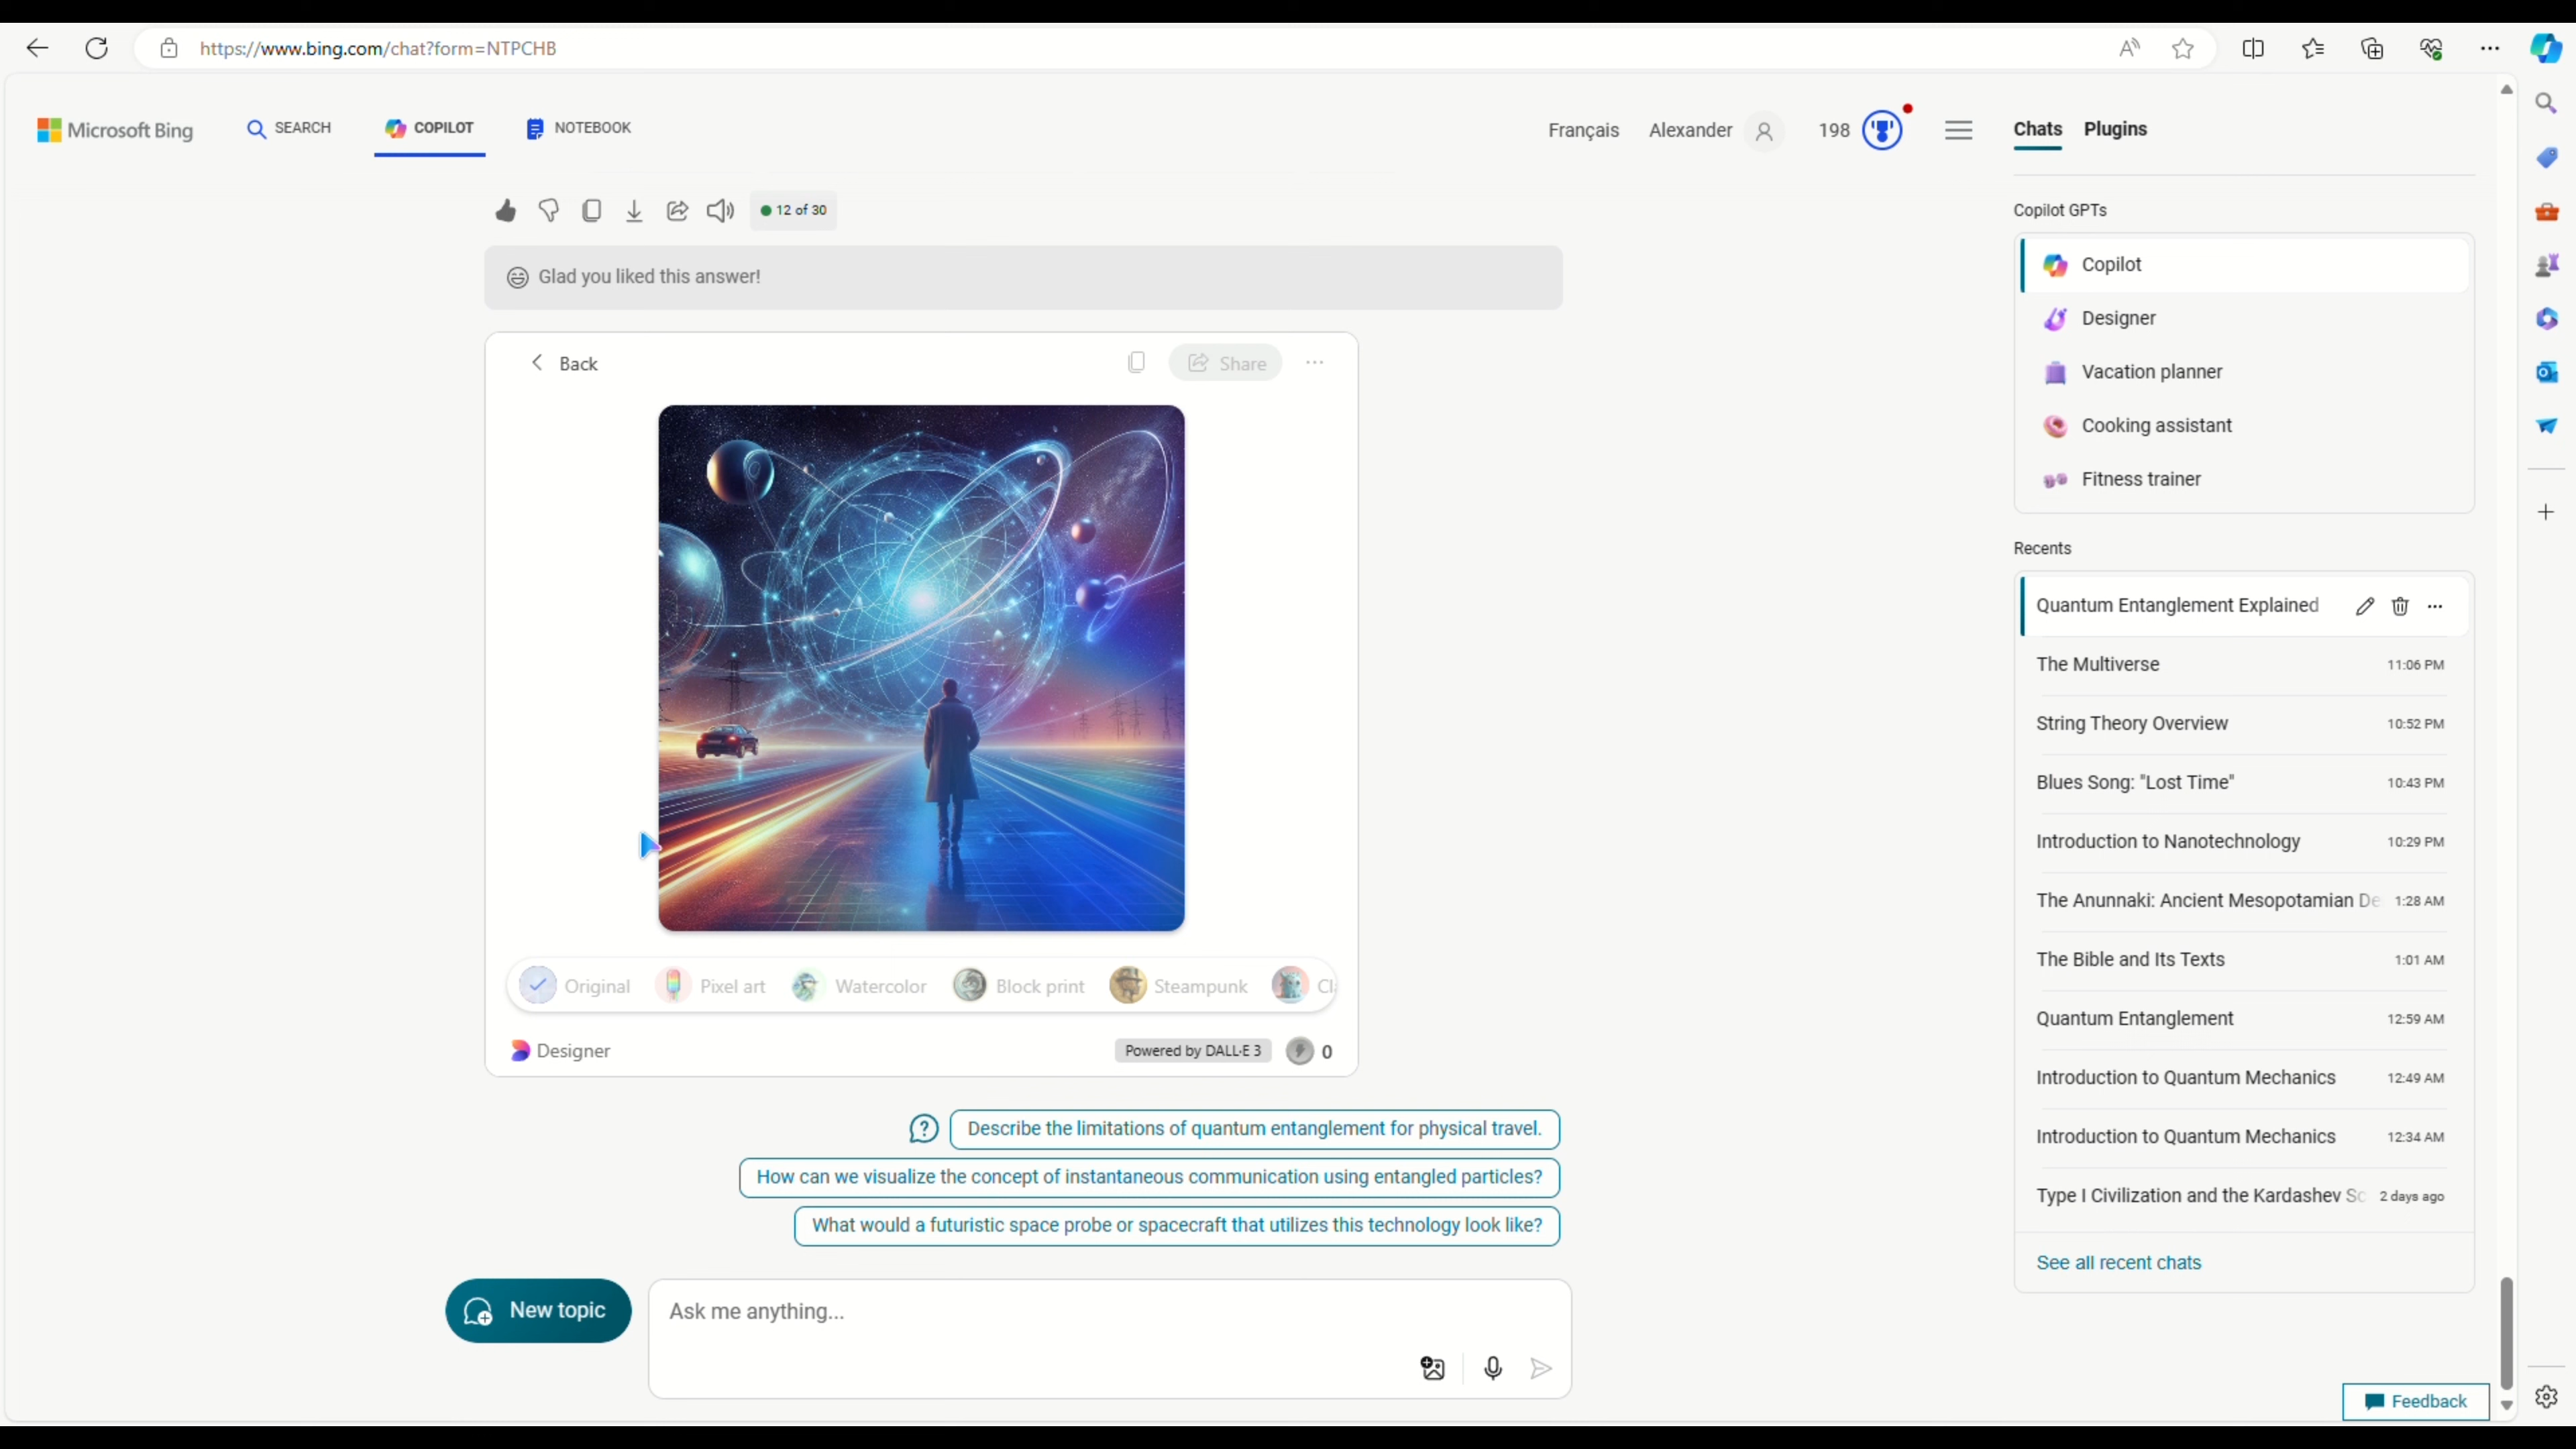 https://www.bing.com/chat?form=NTPCHB
Microsoft Bing
SEARCH
COPILOT
NOTEBOOK
Français
Alexander
198
Chats
Plugins
12 of 30
Glad you liked this answer!
Back
Share
Original
Pixel art
Watercolor
Block print
Steampunk
Cl
Designer
Powered by DALL·E 3
0
Describe the limitations of quantum entanglement for physical travel.
How can we visualize the concept of instantaneous communication using entangled particles?
What would a futuristic space probe or spacecraft that utilizes this technology look like?
New topic
Ask me anything...
Copilot GPTs
Copilot
Designer
Vacation planner
Cooking assistant
Fitness trainer
Recents
Quantum Entanglement Explained
The Multiverse 11:06 PM
String Theory Overview 10:52 PM
Blues Song: "Lost Time" 10:43 PM
Introduction to Nanotechnology 10:29 PM
The Anunnaki: Ancient Mesopotamian De 1:28 AM
The Bible and Its Texts 1:01 AM
Quantum Entanglement 12:59 AM
Introduction to Quantum Mechanics 12:49 AM
Introduction to Quantum Mechanics 12:34 AM
Type I Civilization and the Kardashev Sc 2 days ago
See all recent chats
Feedback